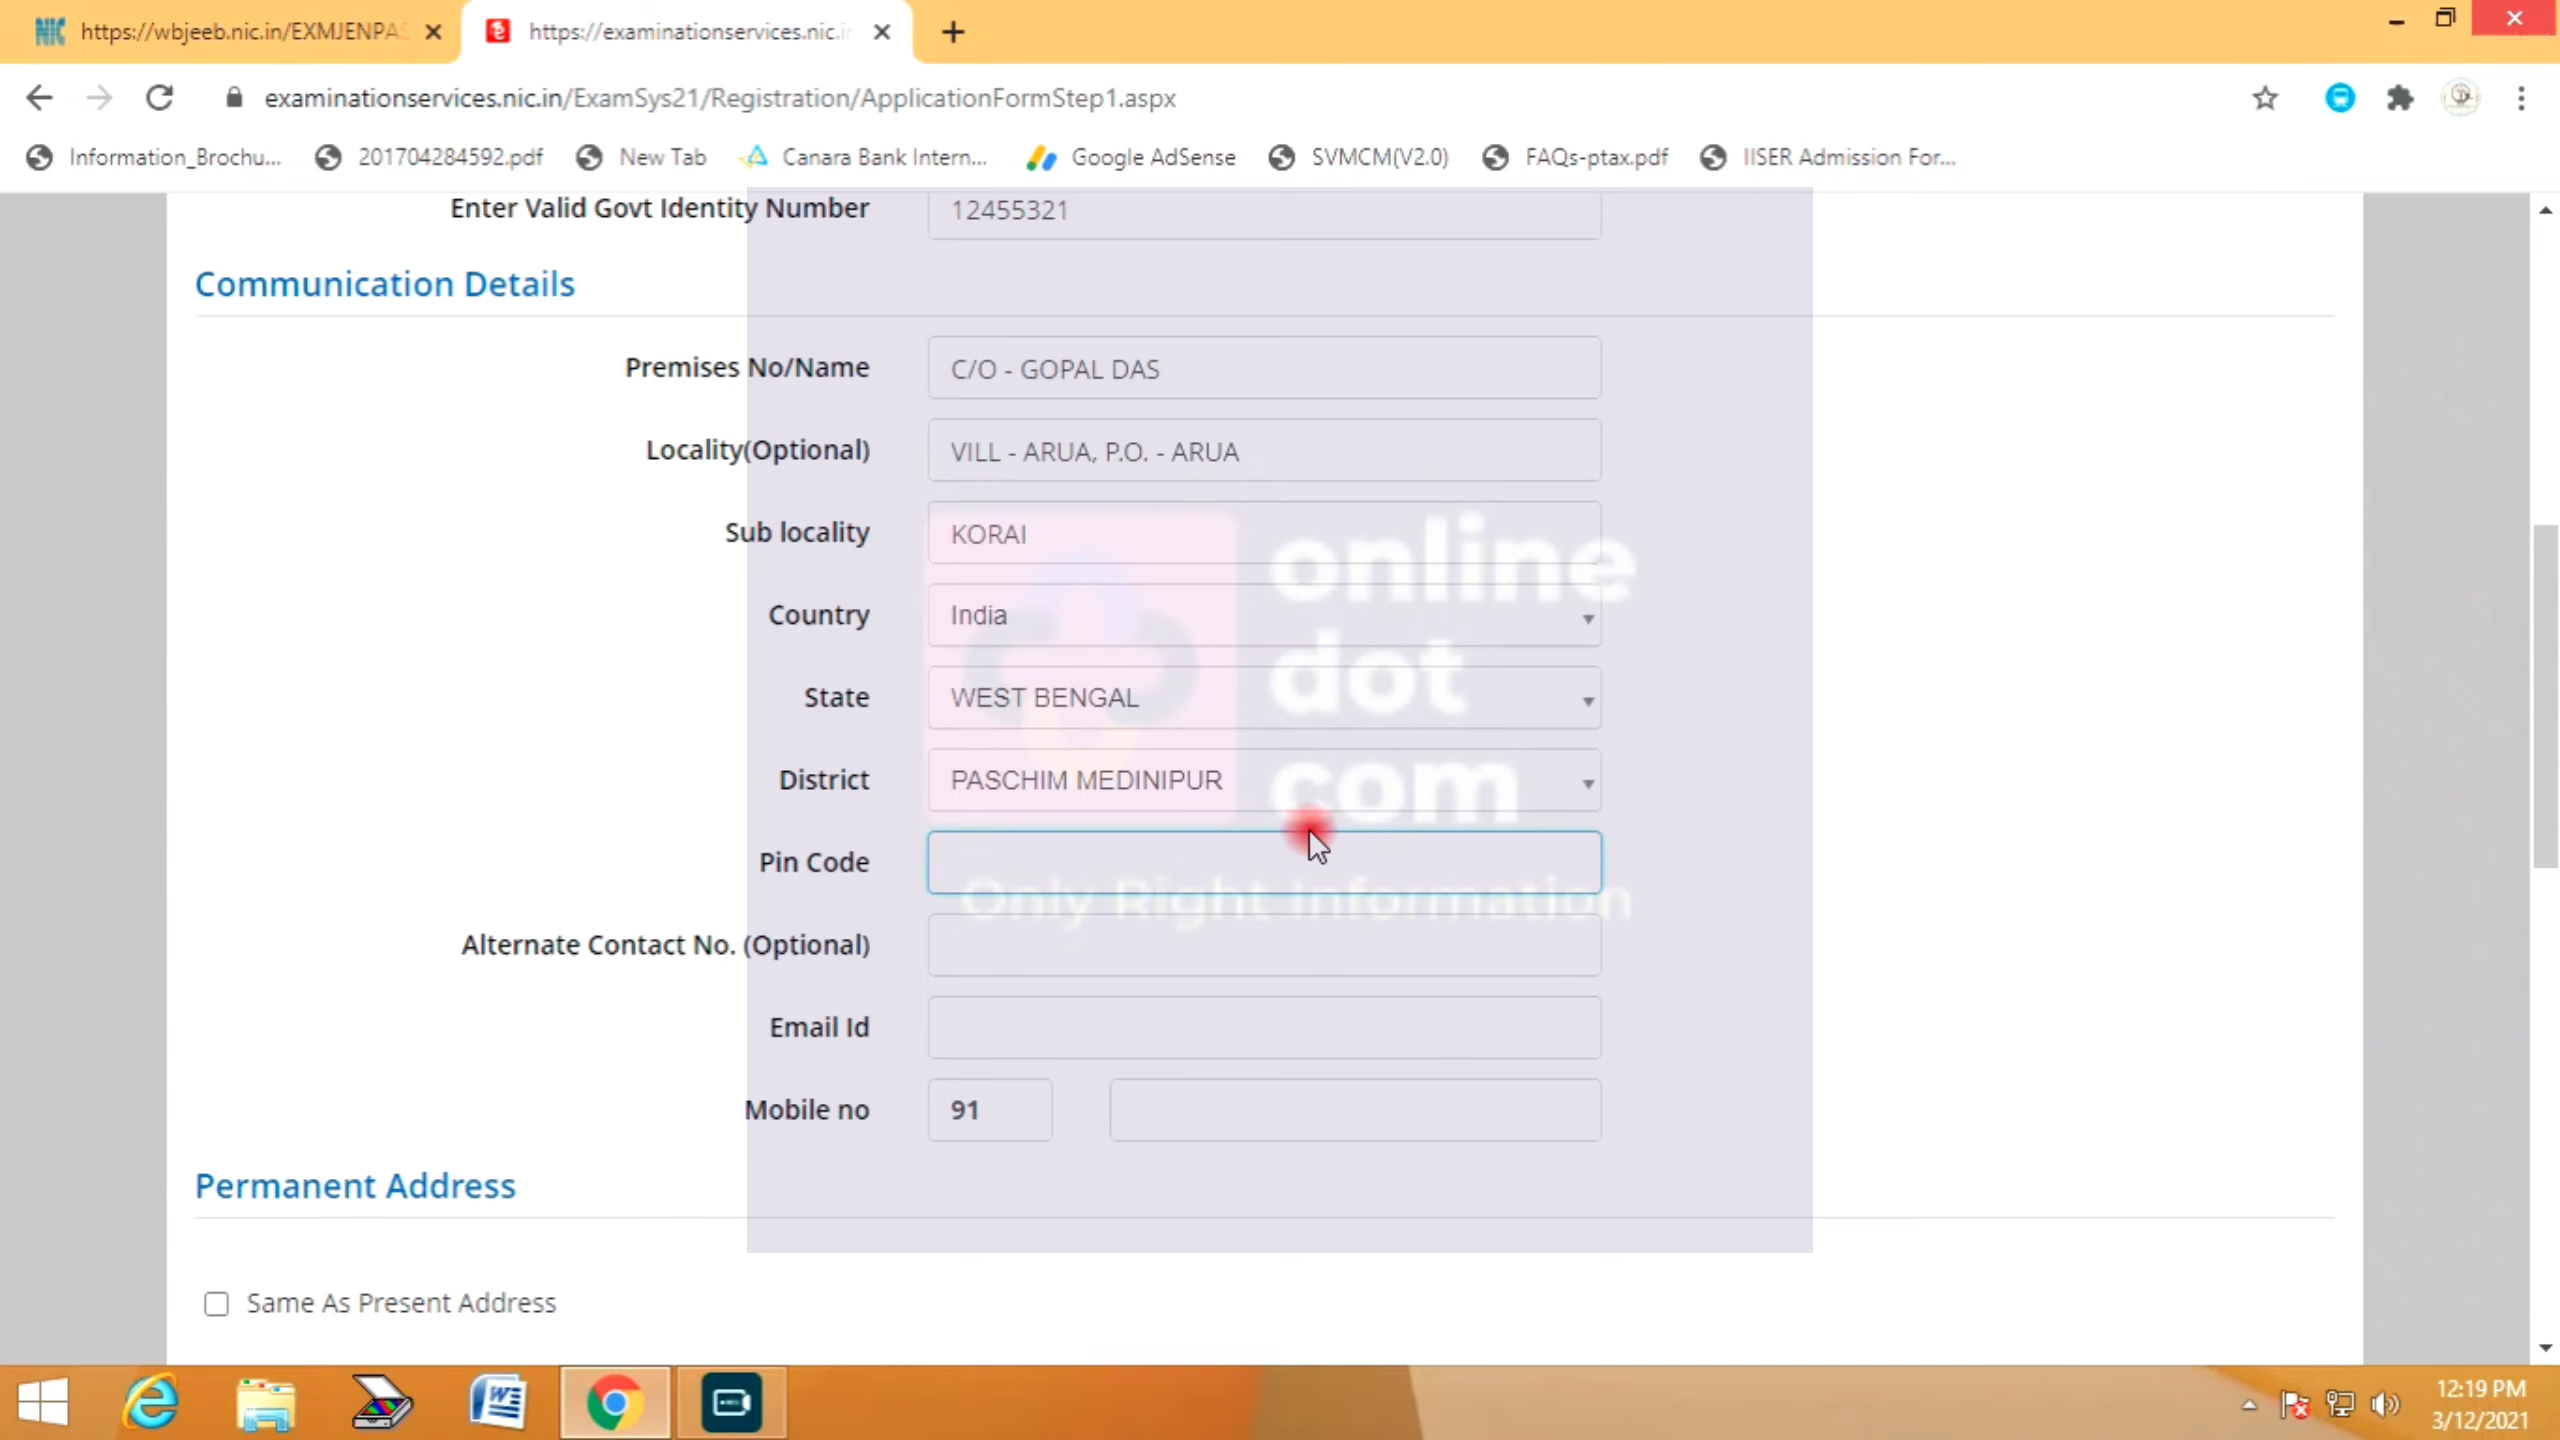 https://wbjeeb.nic.in/EXMJENPAS
https://examinationservices.nic.i
examinationservices.nic.in/ExamSys21/Registration/ApplicationFormStep1.aspx
Information_Brochu...
201704284592.pdf
New Tab
Canara Bank Intern...
Google AdSense
SVMCM(V2.0)
FAQs-ptax.pdf
IISER Admission For...
Enter Valid Govt Identity Number 12455321
Communication Details
Premises No/Name C/O - GOPAL DAS
Locality(Optional) VILL - ARUA, P.O. - ARUA
Sub locality KORAI
online
Country India
dot
State WEST BENGAL
com
District PASCHIM MEDINIPUR
Pin Code
Only Right Information
Alternate Contact No. (Optional)
Email Id
Mobile no 91
Permanent Address
Same As Present Address
12:19 PM
3/12/2021